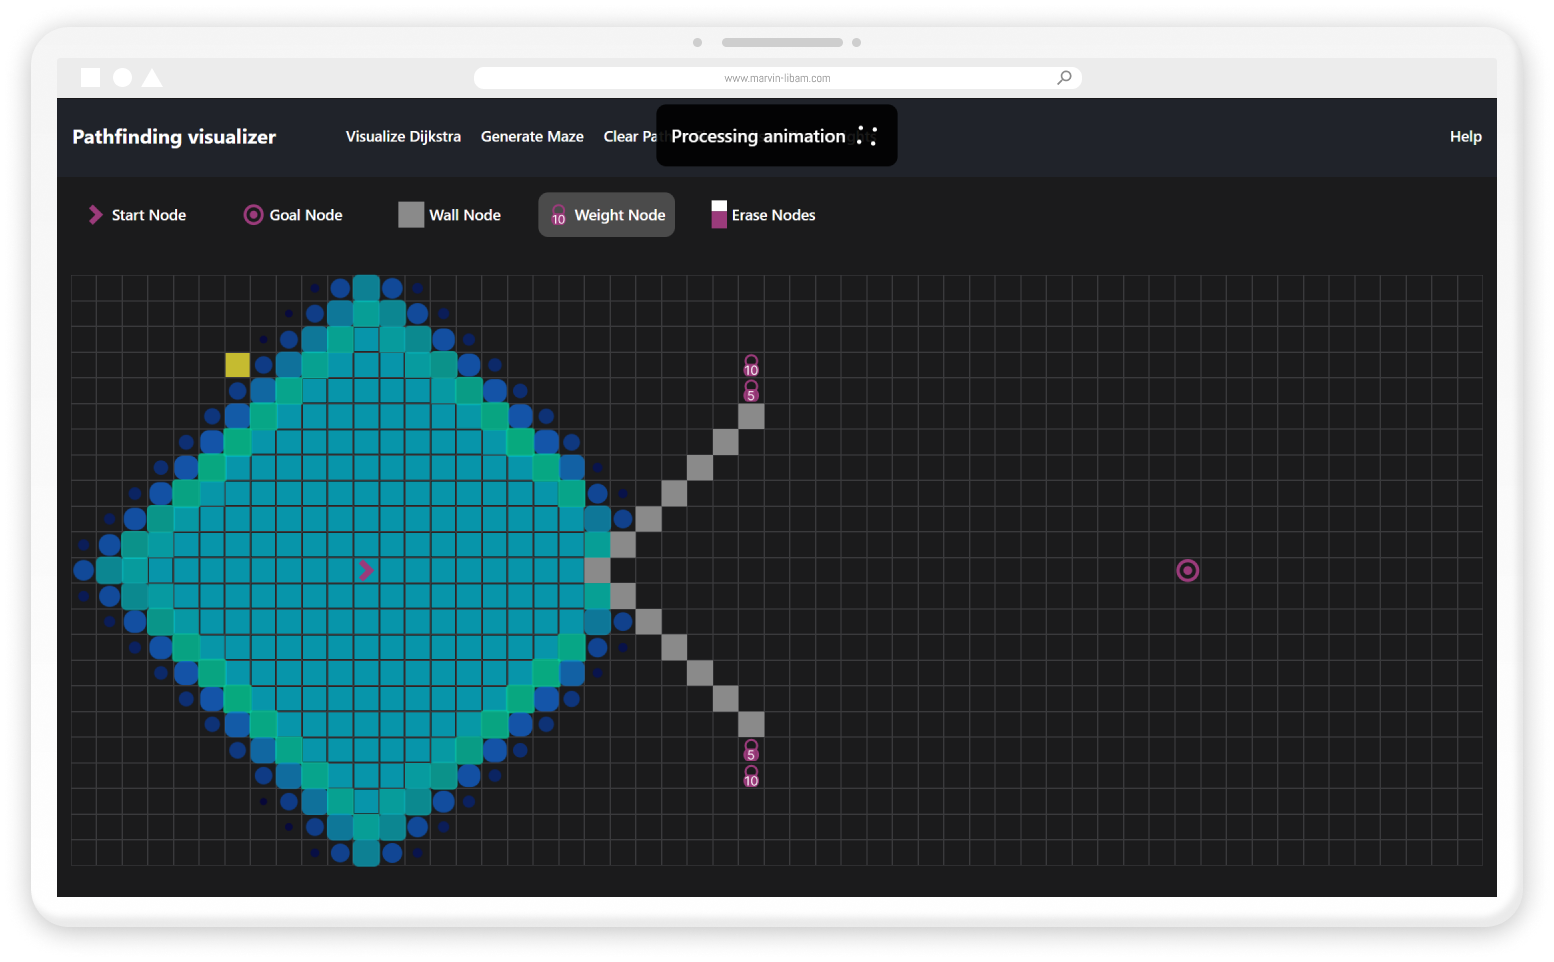 www.marvin-libam.com
Pathfinding visualizer
Visualize Dijkstra
Generate Maze
Clear Pa
Processing animation
Help
Start Node
Goal Node
Wall Node
10 Weight Node
Erase Nodes
10
5
5
10